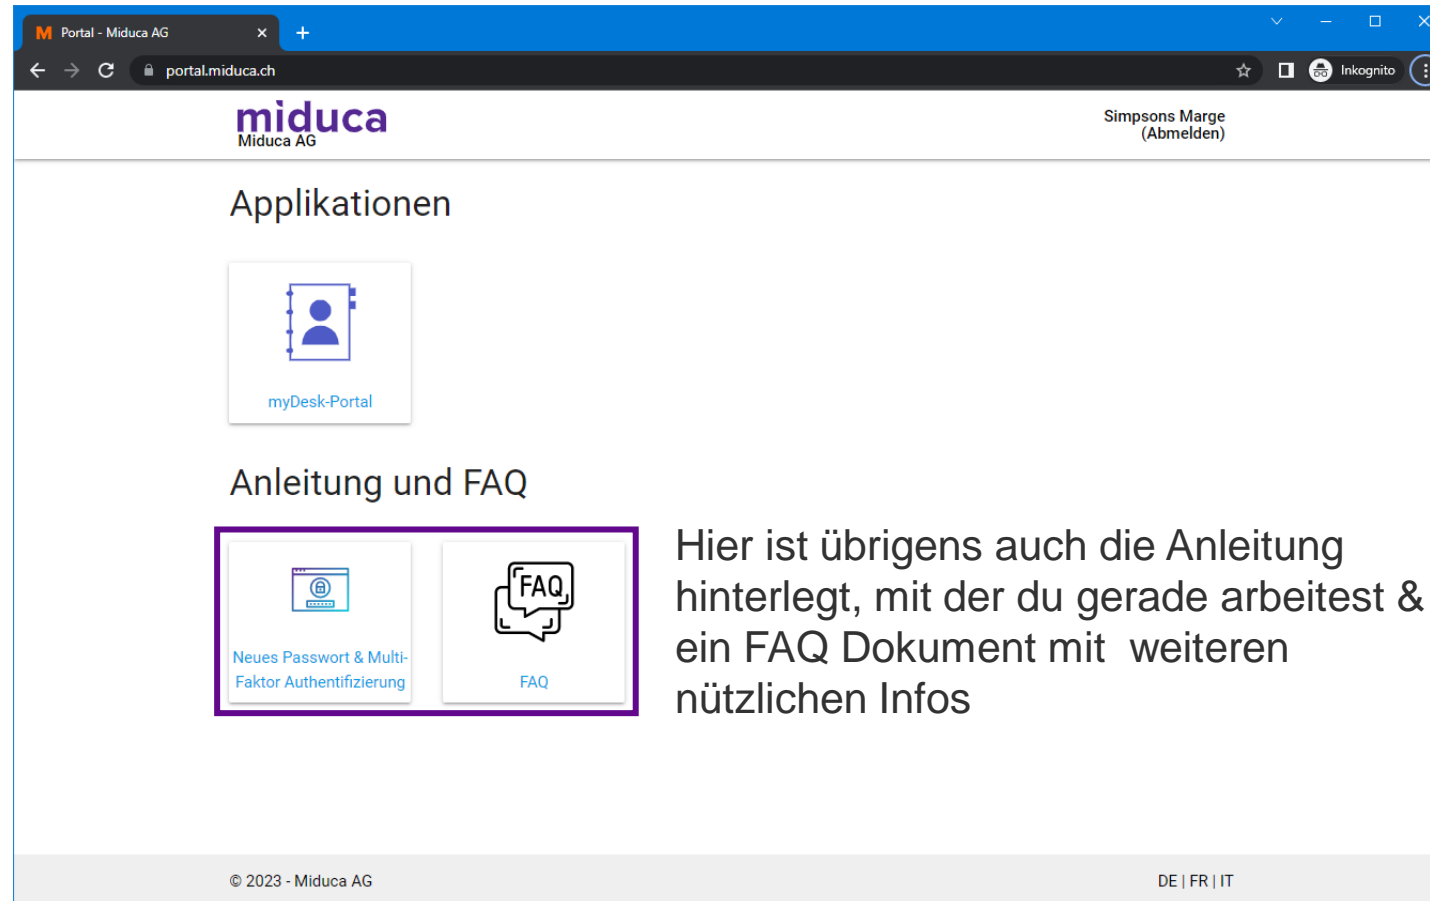 M Portal - Miduca AG
portal.miduca.ch
Inkognito
miduca
Miduca AG
Simpsons Marge
(Abmelden)
Applikationen
myDesk-Portal
Anleitung und FAQ
Neues Passwort & Multi-
Faktor Authentifizierung
FAQ
FAQ
Hier ist übrigens auch die Anleitung
hinterlegt, mit der du gerade arbeitest &
ein FAQ Dokument mit weiteren
nützlichen Infos
© 2023 - Miduca AG
DE | FR | IT